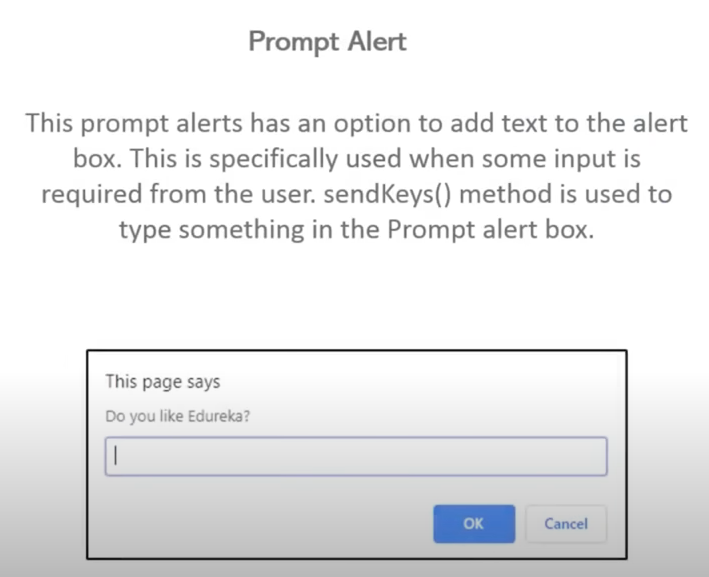 Prompt Alert
This prompt alerts has an option to add text to the alert
box. This is specifically used when some input is
required from the user. sendKeys() method is used to
type something in the Prompt alert box.
This page says
Do you like Edureka?
OK
Cancel